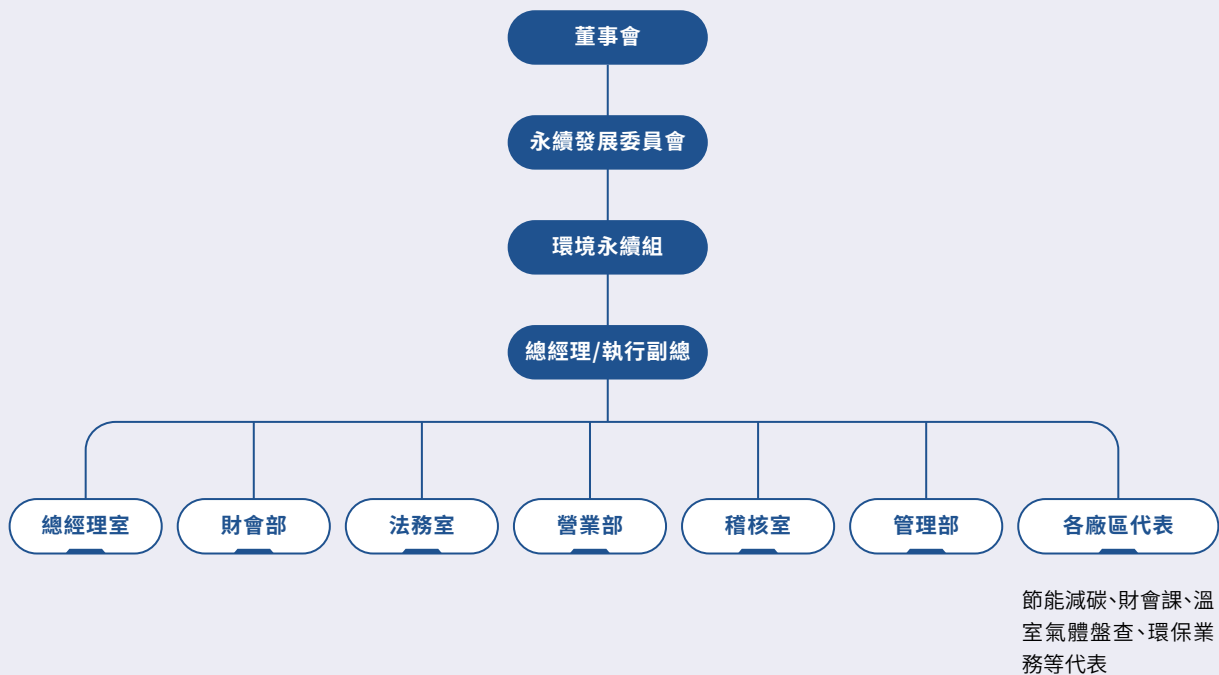 董事會
永續發展委員會
環境永續組
總經理/執行副總
總經理室
財會部
法務室
營業部
稽核室
管理部
各廠區代表
節能減碳、財會課、溫
室氣體盤查、環保業
務等代表